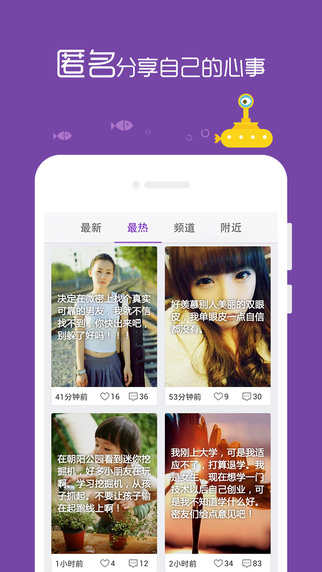 匿名分享自己的心事
最新 最热 频道 附近
决定在微密上找个真实
可靠的男友，我就不信
找不到，你快出来吧，
别躲了好吗！！！
41分钟前 16 36
好羡慕别人美丽的双眼
皮，我单眼皮一点自信
都没有。
53分钟前 9 30
在朝阳公园看到迷你挖
掘机，好多小朋友在玩
啊。学习挖掘机，从孩
子抓起。不要让孩子输
在起跑线上啊！
1小时前 4 56
我刚上大学，可是我适
应不了，打算退学。我
是女生，现在想学一门
技术以后自己创业，可
是我不知道学什么好。
密友们给点意见吧！
2小时前 34 83